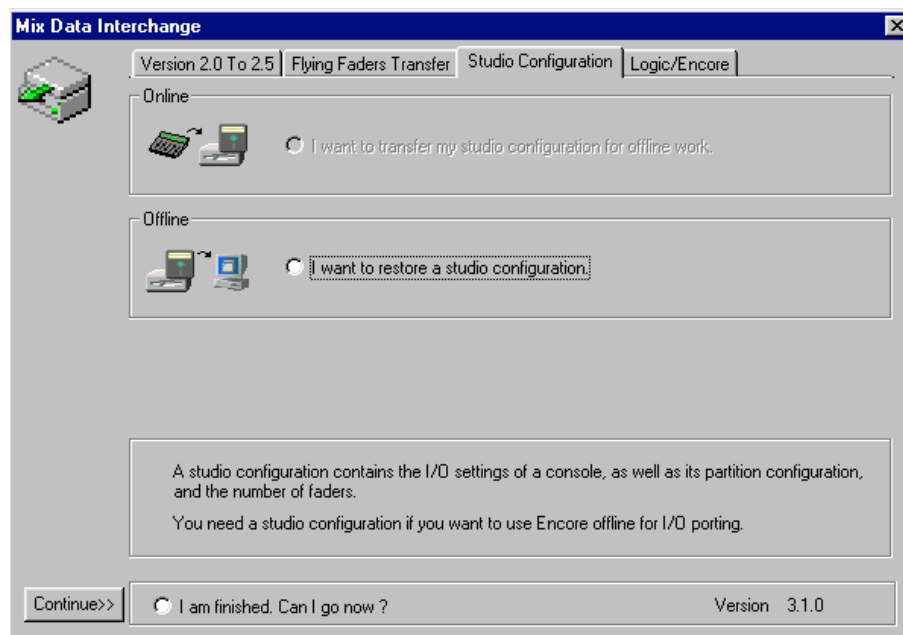 Mix Data Interchange
Version 2.0 To 2.5
Flying Faders Transfer
Studio Configuration
Logic/Encore
Online
I want to transfer my studio configuration for offline work.
Offline
I want to restore a studio configuration.
A studio configuration contains the I/O settings of a console, as well as its partition configuration,
and the number of faders.
You need a studio configuration if you want to use Encore offline for I/O porting.
Continue>>
I am finished. Can I go now ?
Version 3.1.0